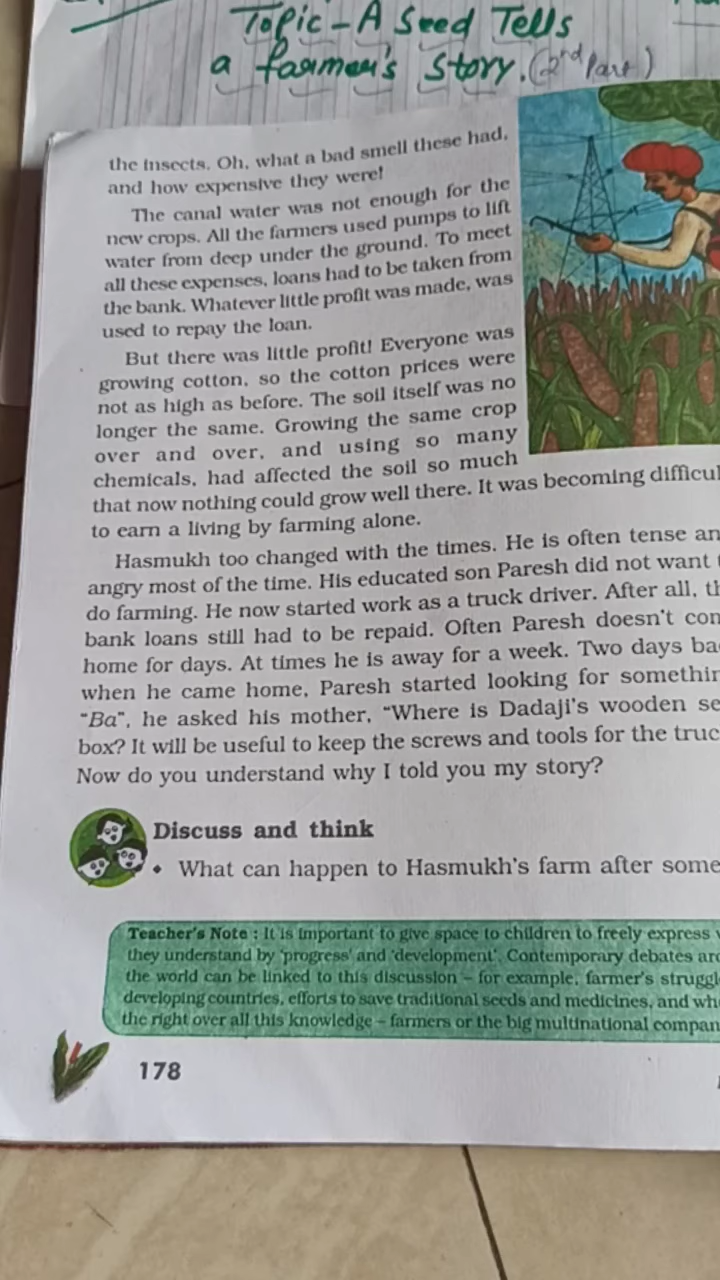 Topic - A Seed Tells
a farmer's Story. (2nd Part)
the insects. Oh, what a bad smell these had,
and how expensive they were!
The canal water was not enough for the
new crops. All the farmers used pumps to lift
water from deep under the ground. To meet
all these expenses, loans had to be taken from
the bank. Whatever little profit was made, was
used to repay the loan.
But there was little profit! Everyone was
growing cotton, so the cotton prices were
not as high as before. The soil itself was no
longer the same. Growing the same crop
over and over, and using so many
chemicals, had affected the soil so much
that now nothing could grow well there. It was becoming difficul
to earn a living by farming alone.
Hasmukh too changed with the times. He is often tense an
angry most of the time. His educated son Paresh did not want
do farming. He now started work as a truck driver. After all, th
bank loans still had to be repaid. Often Paresh doesn't con
home for days. At times he is away for a week. Two days ba
when he came home, Paresh started looking for somethin
"Ba", he asked his mother, "Where is Dadaji's wooden se
box? It will be useful to keep the screws and tools for the truc
Now do you understand why I told you my story?
Discuss and think
• What can happen to Hasmukh's farm after some
Teacher's Note : It is important to give space to children to freely express
they understand by 'progress' and 'development'. Contemporary debates aro
the world can be linked to this discussion – for example, farmer's struggl
developing countries, efforts to save traditional seeds and medicines, and wh
the right over all this knowledge – farmers or the big multinational compan
178